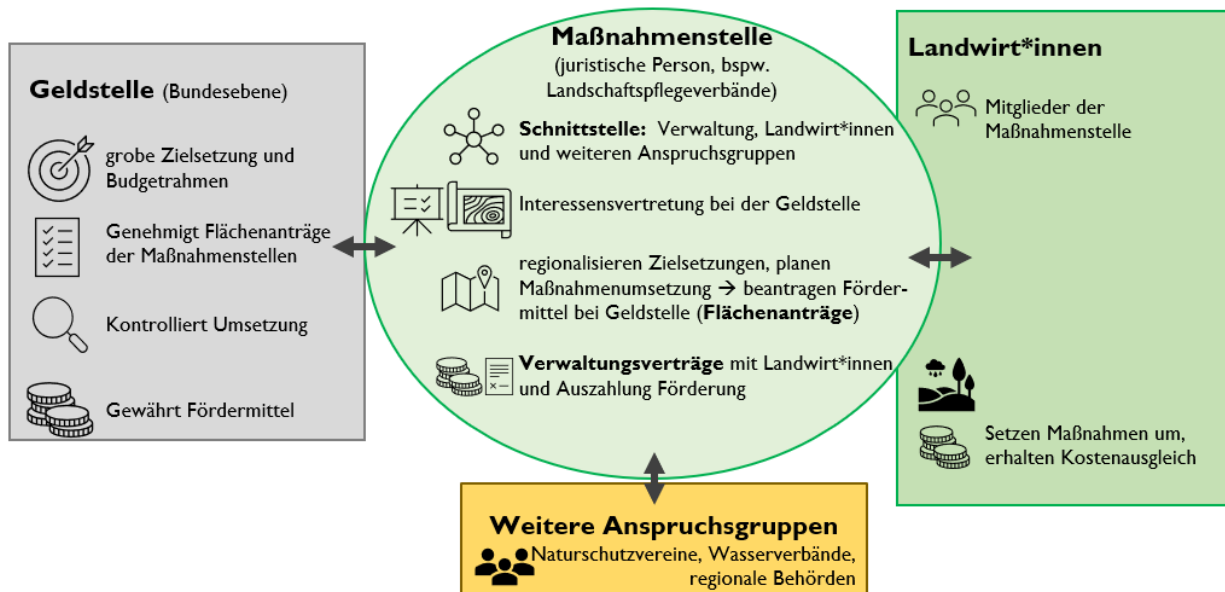 Geldstelle (Bundesebene)
grobe Zielsetzung und
Budgetrahmen
Genehmigt Flächenanträge
der Maßnahmenstellen
Kontrolliert Umsetzung
Gewährt Fördermittel
Maßnahmenstelle
(juristische Person, bspw.
Landschaftspflegeverbände)
Schnittstelle: Verwaltung, Landwirt*innen
und weiteren Anspruchsgruppen
Interessensvertretung bei der Geldstelle
regionalisieren Zielsetzungen, planen
Maßnahmenumsetzung → beantragen Förder-
mittel bei Geldstelle (Flächenanträge)
Verwaltungsverträge mit Landwirt*innen
und Auszahlung Förderung
Landwirt*innen
Mitglieder der
Maßnahmenstelle
Setzen Maßnahmen um,
erhalten Kostenausgleich
Weitere Anspruchsgruppen
Naturschutzvereine, Wasserverbände,
regionale Behörden